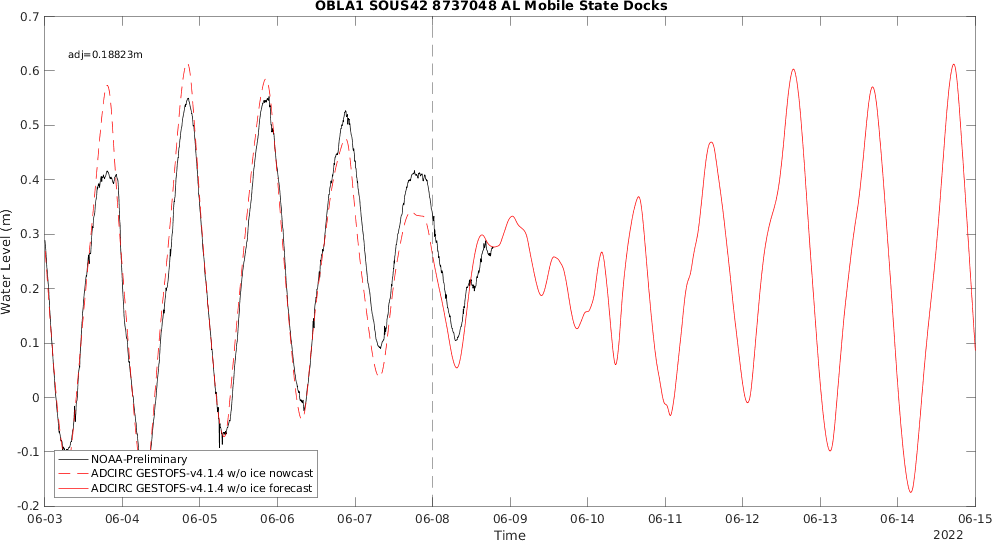 OBLA1 SOUS42 8737048 AL Mobile State Docks
0.7
0.6
0.5
0.4
0.3
0.2
0.1
0
-0.1
-0.2
Water Level (m)
adj=0.18823m
NOAA-Preliminary
ADCIRC GESTOFS-v4.1.4 w/o ice nowcast
ADCIRC GESTOFS-v4.1.4 w/o ice forecast
06-03 06-04 06-05 06-06 06-07 06-08 06-09 06-10 06-11 06-12 06-13 06-14 06-15
Time
2022